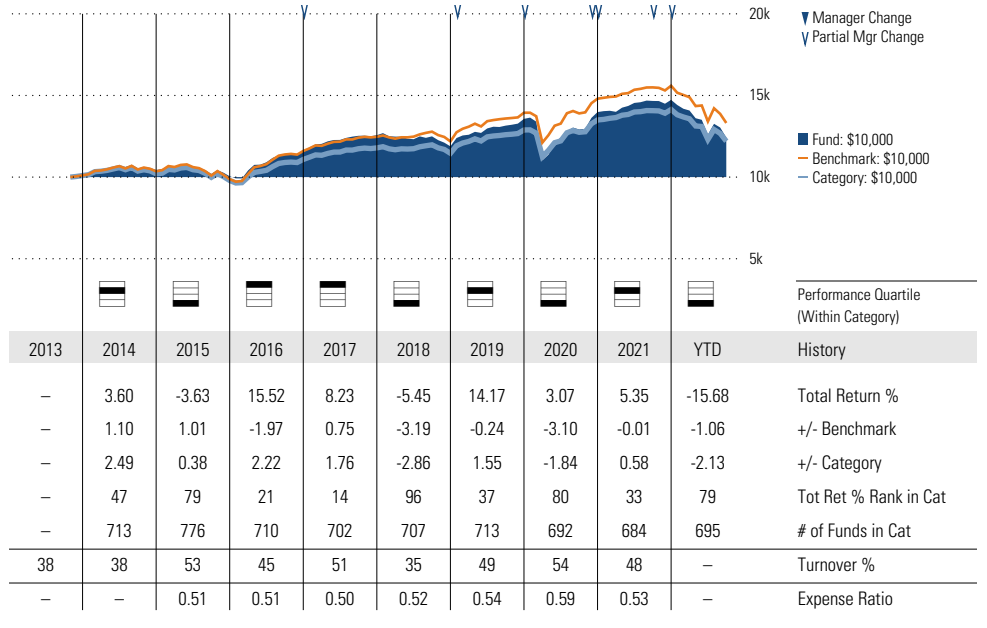 20k
Manager Change
Partial Mgr Change
15k
Fund: $10,000
Benchmark: $10,000
Category: $10,000
10k
5k
Performance Quartile
(Within Category)
2013 2014 2015 2016 2017 2018 2019 2020 2021 YTD History
– 3.60 -3.63 15.52 8.23 -5.45 14.17 3.07 5.35 -15.68 Total Return %
– 1.10 1.01 -1.97 0.75 -3.19 -0.24 -3.10 -0.01 -1.06 +/- Benchmark
– 2.49 0.38 2.22 1.76 -2.86 1.55 -1.84 0.58 -2.13 +/- Category
– 47 79 21 14 96 37 80 33 79 Tot Ret % Rank in Cat
– 713 776 710 702 707 713 692 684 695 # of Funds in Cat
38 38 53 45 51 35 49 54 48 – Turnover %
– – 0.51 0.51 0.50 0.52 0.54 0.59 0.53 – Expense Ratio